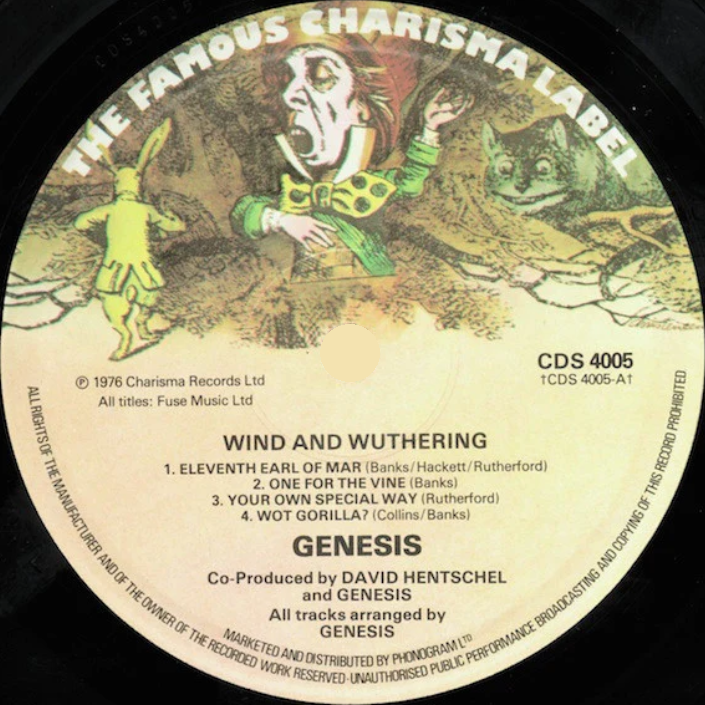 CDS 4005
THE FAMOUS CHARISMA LABEL
℗ 1976 Charisma Records Ltd
All titles: Fuse Music Ltd
CDS 4005
†CDS 4005-A†
WIND AND WUTHERING
1. ELEVENTH EARL OF MAR (Banks/Hackett/Rutherford)
2. ONE FOR THE VINE (Banks)
3. YOUR OWN SPECIAL WAY (Rutherford)
4. WOT GORILLA? (Collins/Banks)
GENESIS
Co-Produced by DAVID HENTSCHEL
and GENESIS
All tracks arranged by
GENESIS
MARKETED AND DISTRIBUTED BY PHONOGRAM LTD
ALL RIGHTS OF THE MANUFACTURER AND OF THE OWNER OF THE RECORDED WORK RESERVED·UNAUTHORISED PUBLIC PERFORMANCE BROADCASTING AND COPYING OF THIS RECORD PROHIBITED